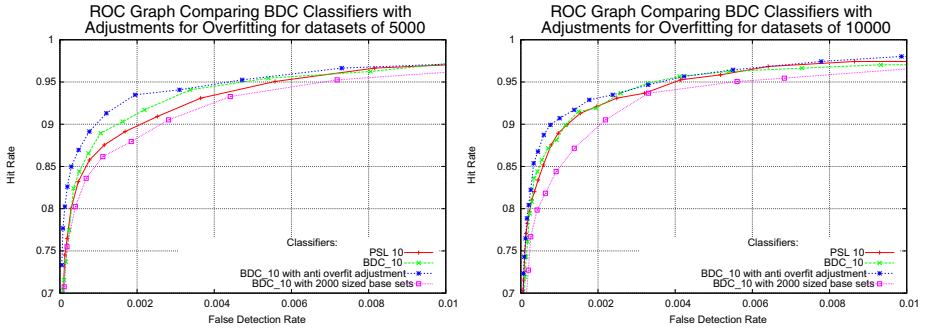 ROC Graph Comparing BDC Classifiers with
Adjustments for Overfitting for datasets of 5000
1
0.95
0.9
0.85
0.8
0.75
0.7
Hit Rate
Classifiers:
PSL 10
BDC_10
BDC_10 with anti overfit adjustment
BDC_10 with 2000 sized base sets
0
0.002
0.004
0.006
0.008
0.01
False Detection Rate
ROC Graph Comparing BDC Classifiers with
Adjustments for Overfitting for datasets of 10000
1
0.95
0.9
0.85
0.8
0.75
0.7
Hit Rate
Classifiers:
PSL 10
BDC_10
BDC_10 with anti overfit adjustment
BDC_10 with 2000 sized base sets
0
0.002
0.004
0.006
0.008
0.01
False Detection Rate